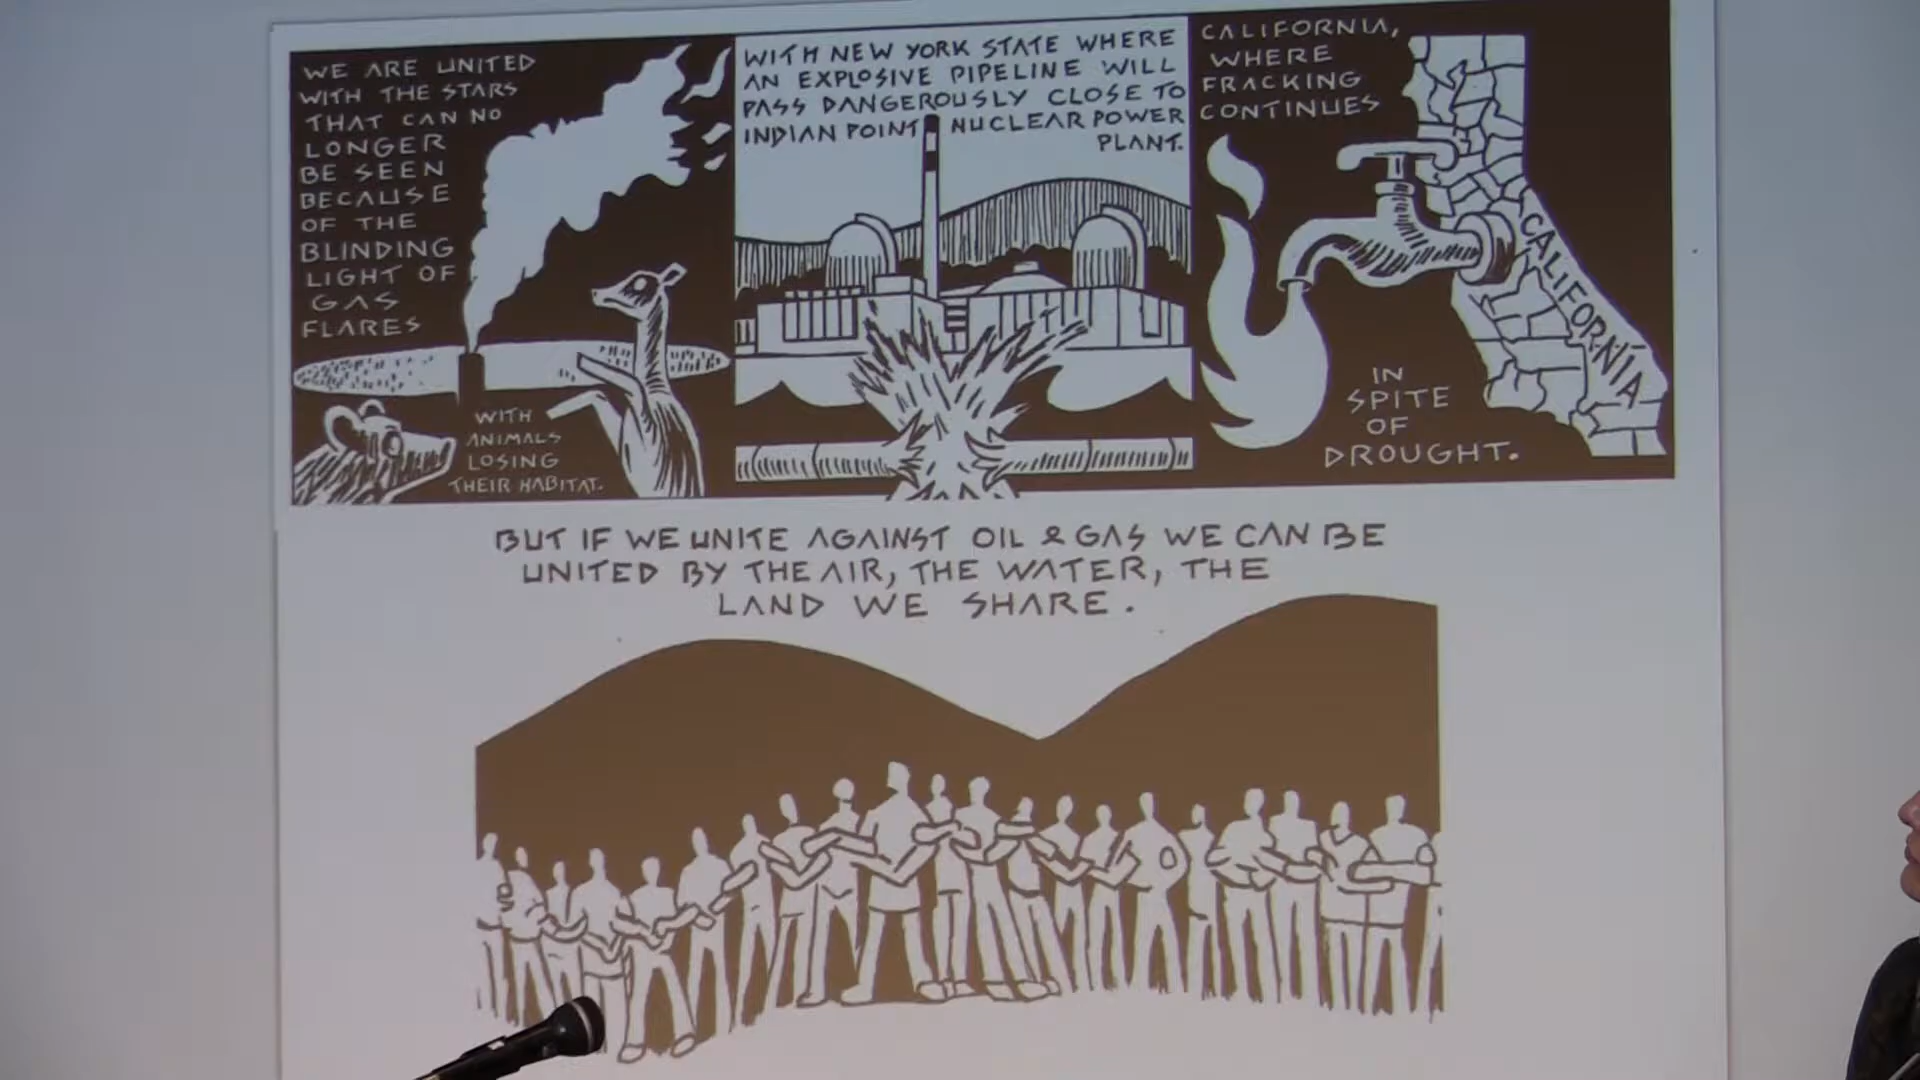 WE ARE UNITED
WITH THE STARS
THAT CAN NO
LONGER
BE SEEN
BECAUSE
OF THE
BLINDING
LIGHT OF
GAS
FLARES
WITH
ANIMALS
LOSING
THEIR HABITAT.
WITH NEW YORK STATE WHERE
AN EXPLOSIVE PIPELINE WILL
PASS DANGEROUSLY CLOSE TO
INDIAN POINT NUCLEAR POWER
PLANT.
CALIFORNIA,
WHERE
FRACKING
CONTINUES
CALIFORNIA
IN
SPITE
OF
DROUGHT.
BUT IF WE UNITE AGAINST OIL & GAS WE CAN BE
UNITED BY THE AIR, THE WATER, THE
LAND WE SHARE.